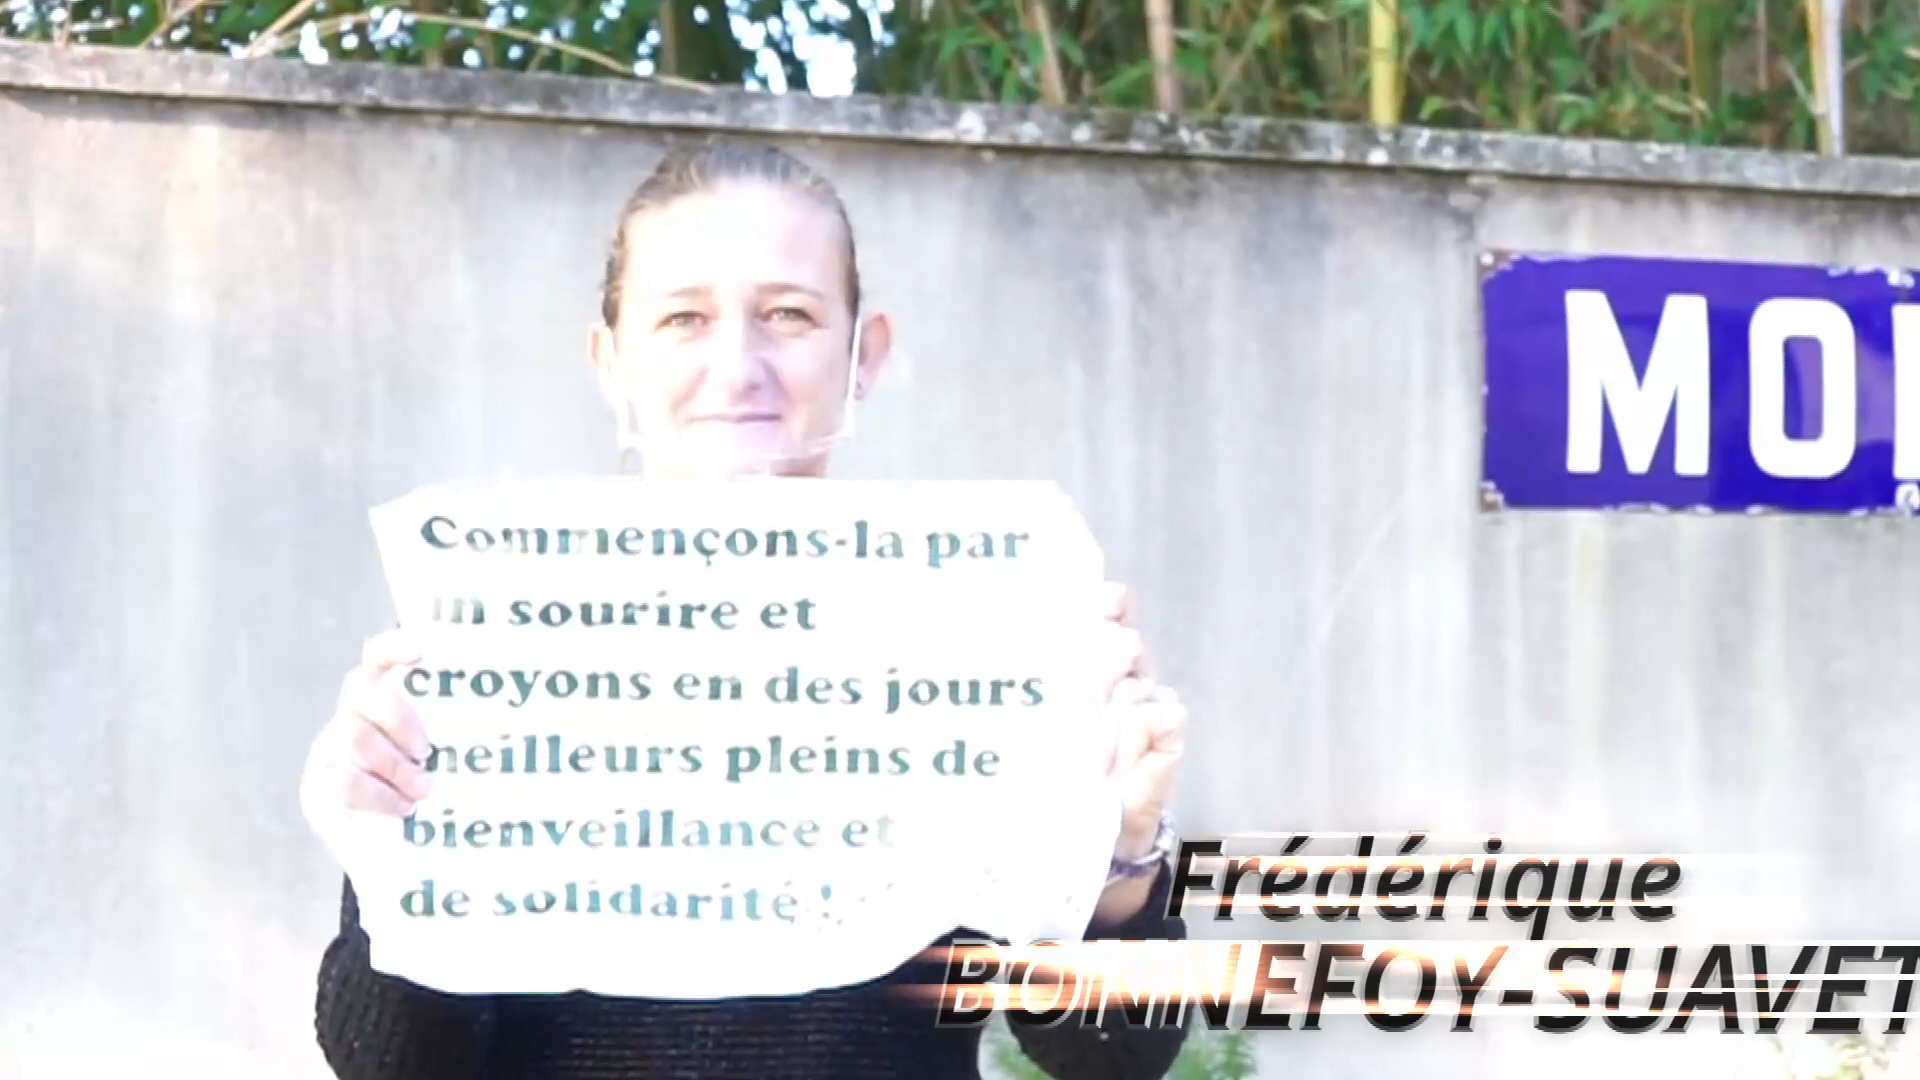 Commençons-la par
un sourire et
croyons en des jours
meilleurs pleins de
bienveillance et
de solidarité !
MO
Frédérique
BONNEFOY-SUAVET